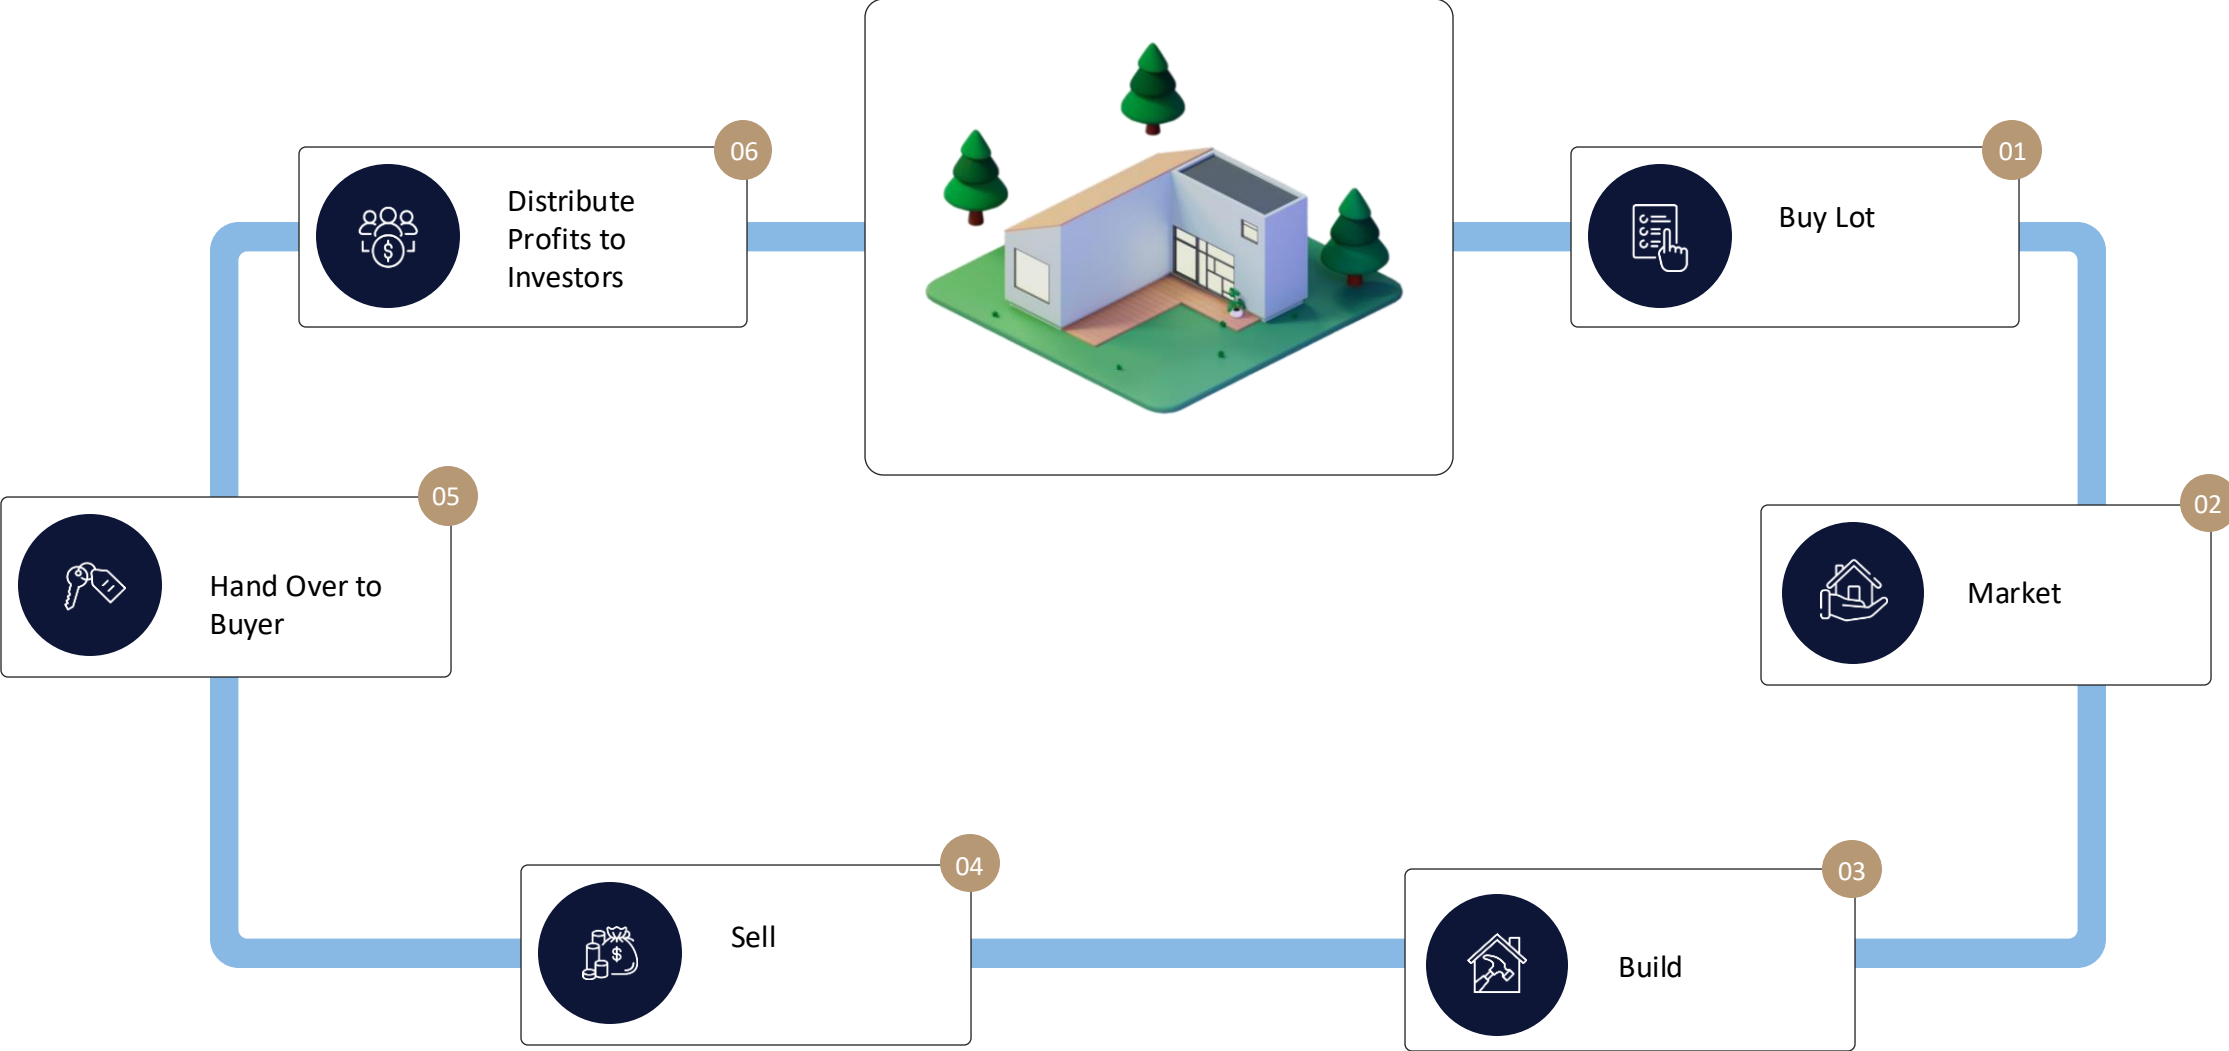 01
Buy Lot
02
Market
03
Build
04
Sell
05
Hand Over to
Buyer
06
Distribute
Profits to
Investors
$
$